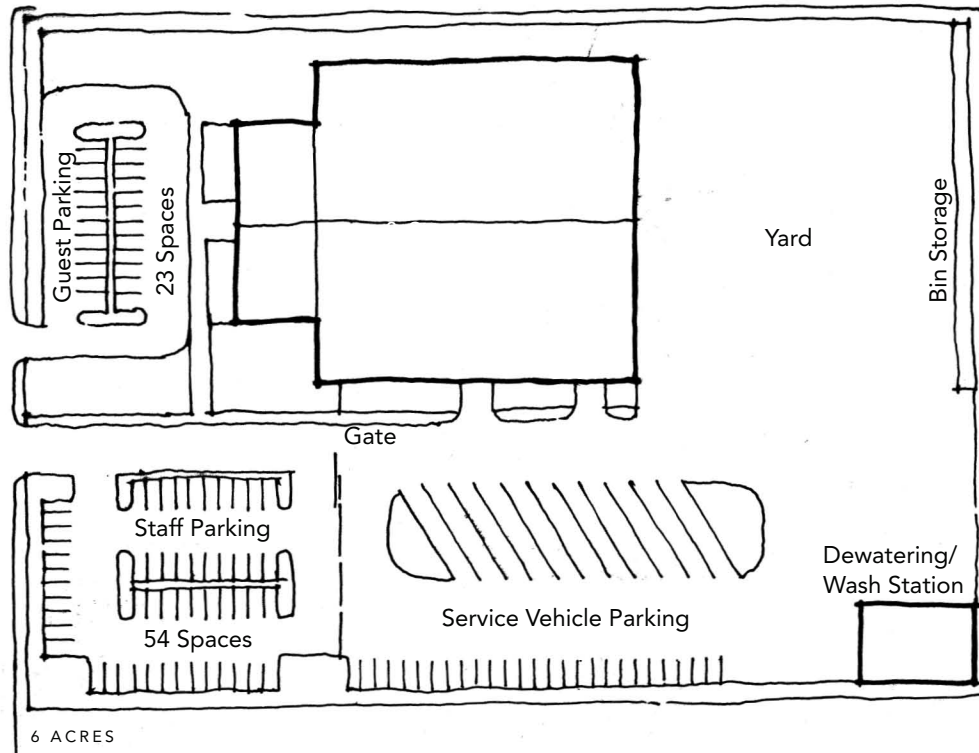 Guest Parking
23 Spaces
Yard
Bin Storage
Gate
Staff Parking
54 Spaces
Service Vehicle Parking
Dewatering/
Wash Station
6 ACRES